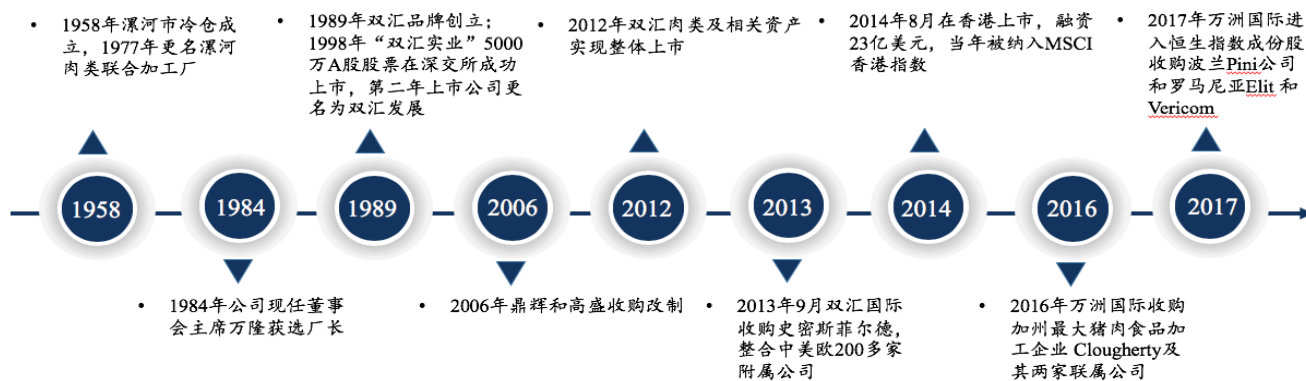 • 1958年漯河市冷仓成
立，1977年更名漯河
肉类联合加工厂
• 1989年双汇品牌创立；
1998年“双汇实业”5000
万A股股票在深交所成功
上市，第二年上市公司更
名为双汇发展
• 2012年双汇肉类及相关资产
实现整体上市
• 2014年8月在香港上市，融资
23亿美元，当年被纳入MSCI
香港指数
• 2017年万洲国际进
入恒生指数成份股
收购波兰Pini公司
和罗马尼亚Elit 和
Vericom
1958
1984
1989
2006
2012
2013
2014
2016
2017
• 1984年公司现任董事
会主席万隆获选厂长
• 2006年鼎辉和高盛收购改制
• 2013年9月双汇国际
收购史密斯菲尔德，
整合中美欧200多家
附属公司
• 2016年万洲国际收购
加州最大猪肉食品加
工企业 Clougherty及
其两家联属公司